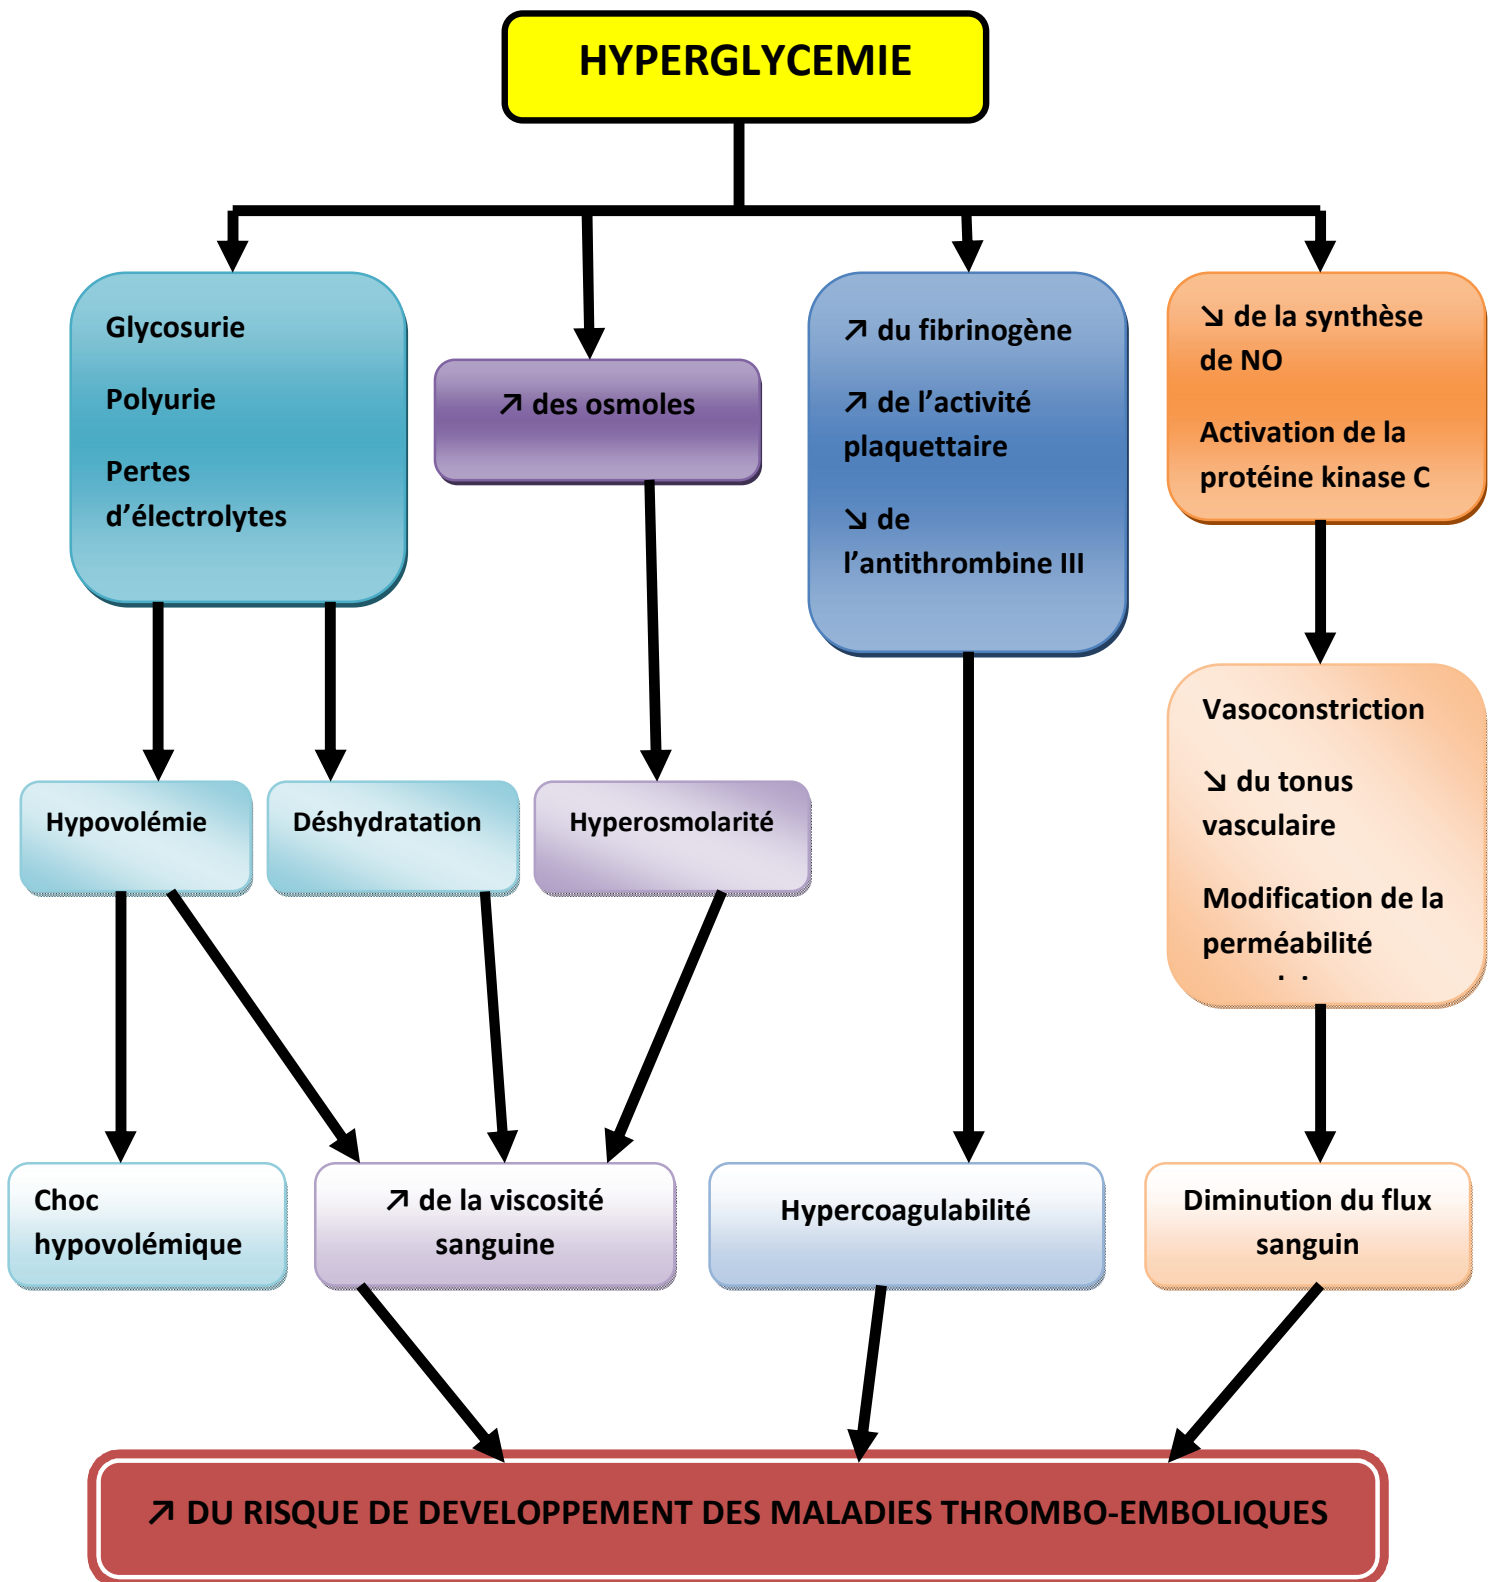 HYPERGLYCEMIE
Glycosurie
Polyurie
Pertes
d’électrolytes
↗ des osmoles
↗ du fibrinogène
↗ de l’activité
plaquettaire
↘ de
l’antithrombine III
↘ de la synthèse
de NO
Activation de la
protéine kinase C
Vasoconstriction
↘ du tonus
vasculaire
Modification de la
perméabilité
Hypovolémie
Déshydratation
Hyperosmolarité
Choc
hypovolémique
↗ de la viscosité
sanguine
Hypercoagulabilité
Diminution du flux
sanguin
↗ DU RISQUE DE DEVELOPPEMENT DES MALADIES THROMBO-EMBOLIQUES